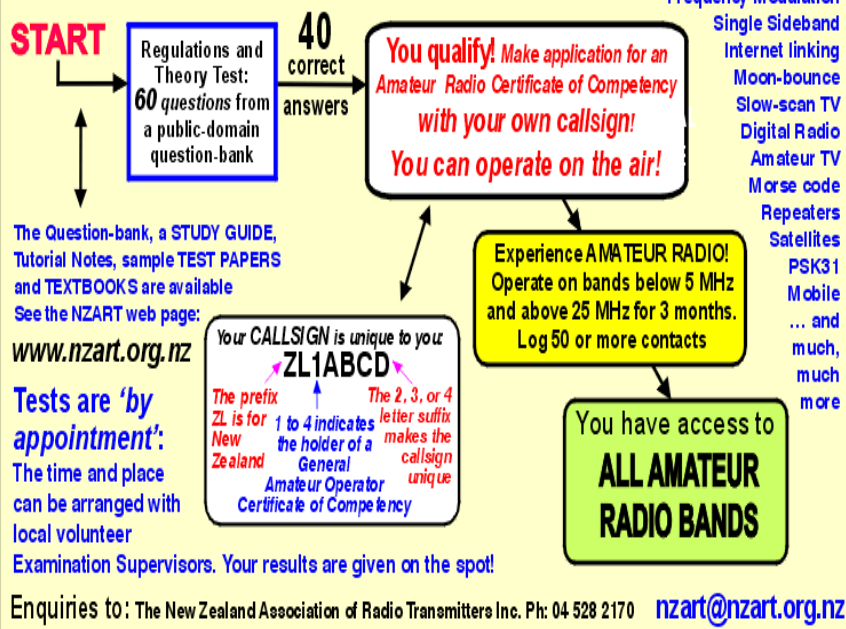 START
Regulations and
Theory Test:
60 questions from
a public-domain
question-bank
40
correct
answers
You qualify! Make application for an
Amateur Radio Certificate of Competency
with your own callsign!
You can operate on the air!
Frequency Modulation
Single Sideband
Internet linking
Moon-bounce
Slow-scan TV
Digital Radio
Amateur TV
Morse code
Repeaters
Satellites
PSK31
Mobile
... and
much,
much
more
The Question-bank, a STUDY GUIDE,
Tutorial Notes, sample TEST PAPERS
and TEXTBOOKS are available
See the NZART web page:
www.nzart.org.nz
Experience AMATEUR RADIO!
Operate on bands below 5 MHz
and above 25 MHz for 3 months.
Log 50 or more contacts
Your CALLSIGN is unique to you:
ZL1ABCD
The prefix
ZL is for
New
Zealand
1 to 4 indicates
the holder of a
General
Amateur Operator
Certificate of Competency
The 2, 3, or 4
letter suffix
makes the
callsign
unique
You have access to
ALL AMATEUR
RADIO BANDS
Tests are ‘by
appointment’:
The time and place
can be arranged with
local volunteer
Examination Supervisors. Your results are given on the spot!
Enquiries to: The New Zealand Association of Radio Transmitters Inc. Ph: 04 528 2170 nzart@nzart.org.nz